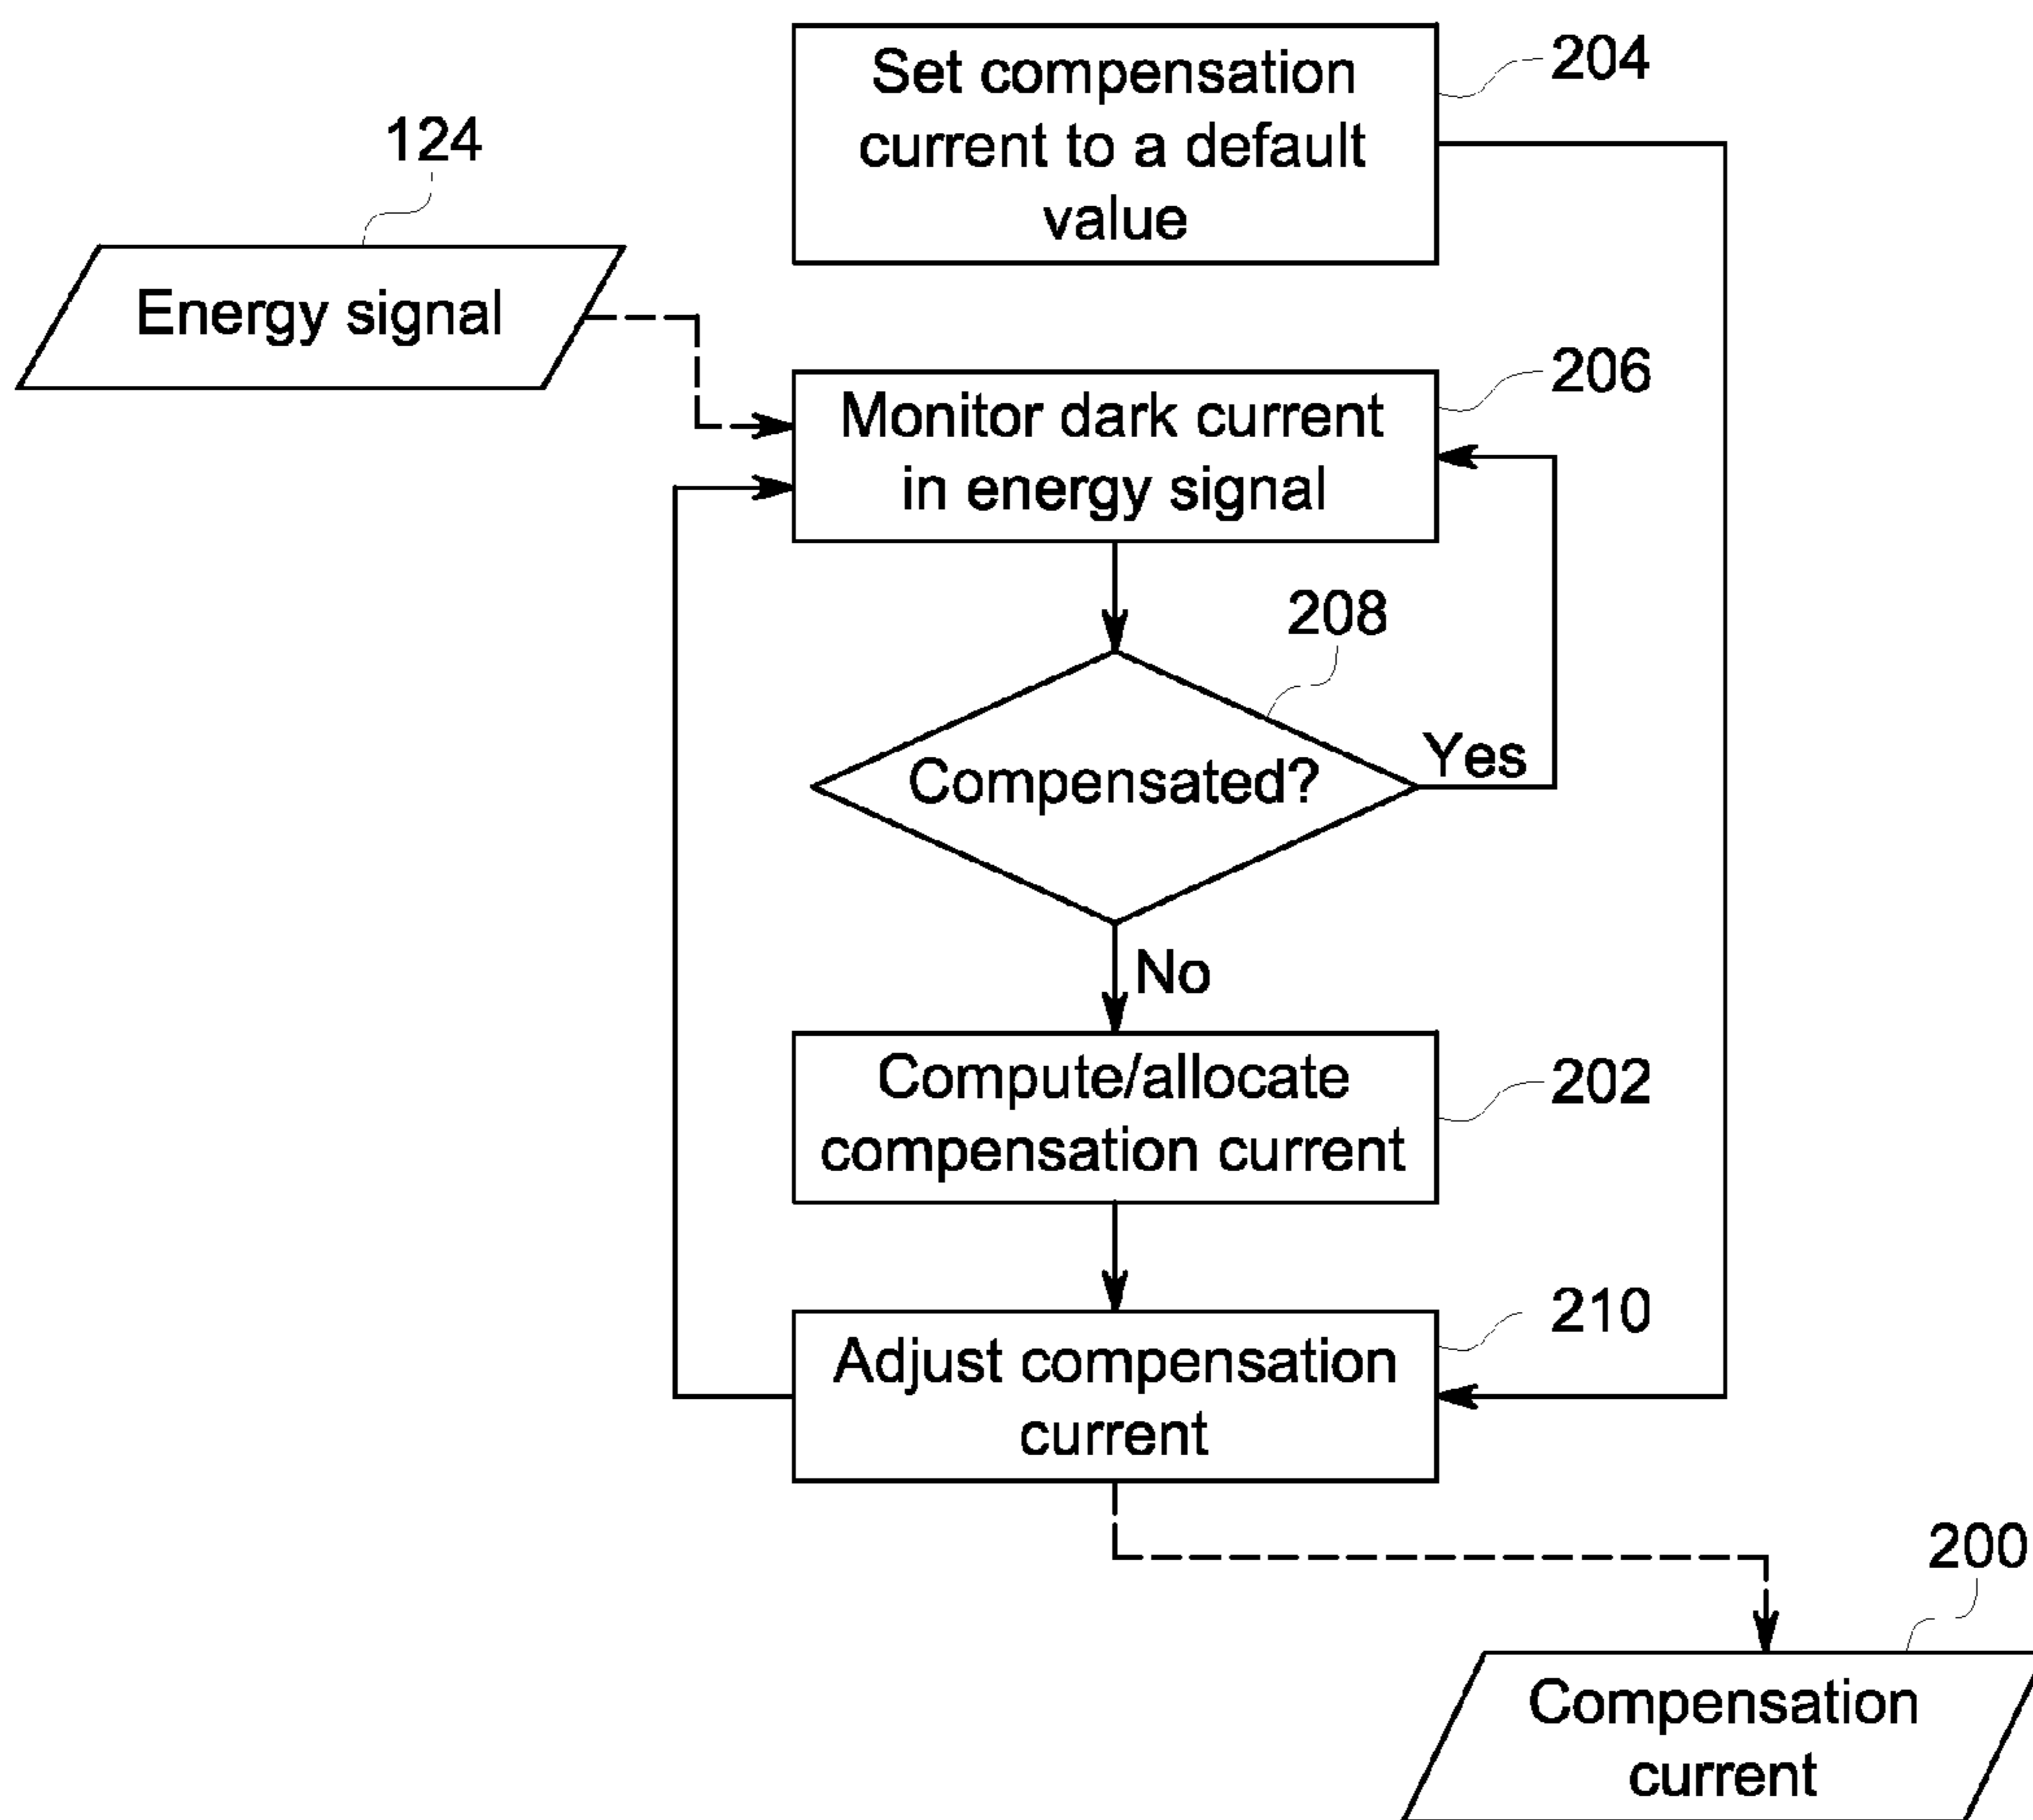 Set compensation
current to a default
value
204
124
Energy signal
Monitor dark current
in energy signal
206
208
Compensated?
Yes
No
Compute/allocate
compensation current
202
Adjust compensation
current
210
200
Compensation
current